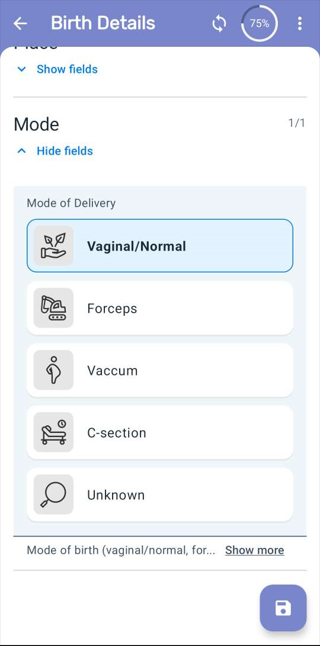 Birth Details
75%
Place
Show fields
Mode
1/1
Hide fields
Mode of Delivery
Vaginal/Normal
Forceps
Vaccum
C-section
Unknown
Mode of birth (vaginal/normal, for... Show more